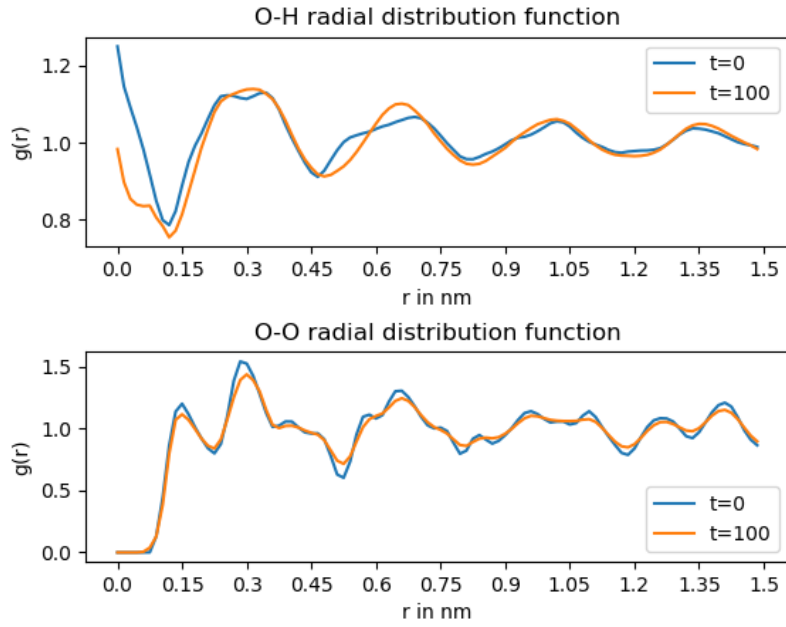 O-H radial distribution function
g(r)
1.2
1.0
0.8
t=0
t=100
0.0 0.15 0.3 0.45 0.6 0.75 0.9 1.05 1.2 1.35 1.5
r in nm
O-O radial distribution function
g(r)
1.5
1.0
0.5
0.0
t=0
t=100
0.0 0.15 0.3 0.45 0.6 0.75 0.9 1.05 1.2 1.35 1.5
r in nm